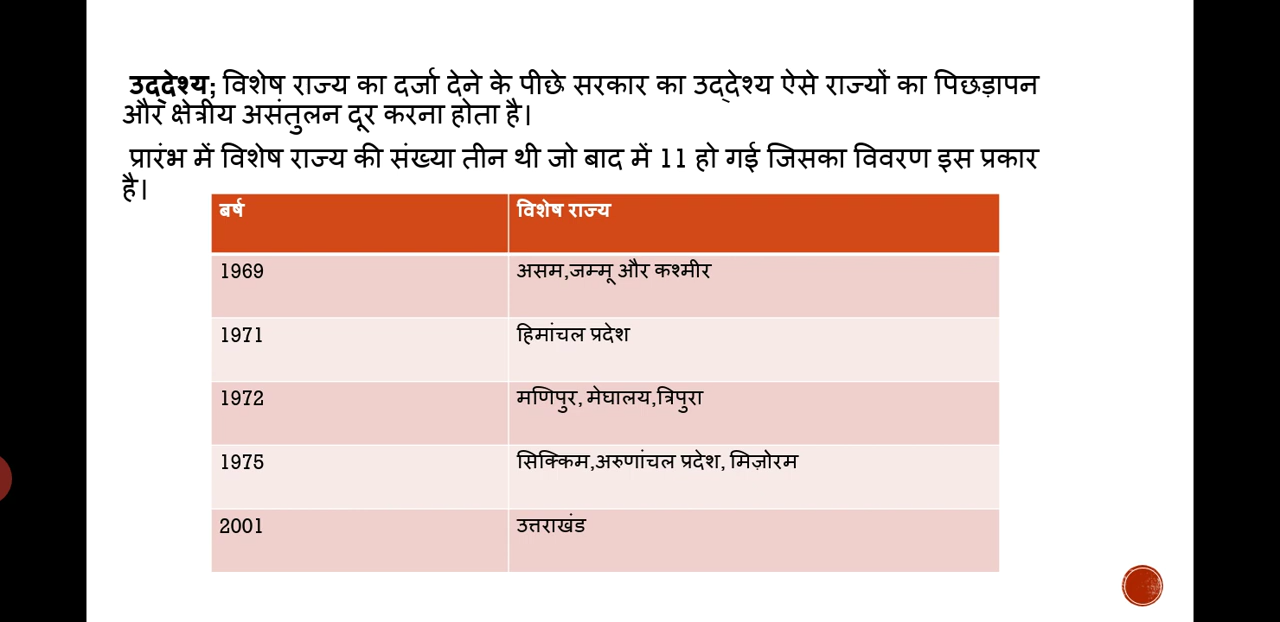 उद्देश्य; विशेष राज्य का दर्जा देने के पीछे सरकार का उद्देश्य ऐसे राज्यों का पिछड़ापन
और क्षेत्रीय असंतुलन दूर करना होता है।
प्रारंभ में विशेष राज्य की संख्या तीन थी जो बाद में 11 हो गई जिसका विवरण इस प्रकार
है।
बर्ष विशेष राज्य
1969 असम,जम्मू और कश्मीर
1971 हिमांचल प्रदेश
1972 मणिपुर, मेघालय,त्रिपुरा
1975 सिक्किम,अरुणांचल प्रदेश, मिज़ोरम
2001 उत्तराखंड